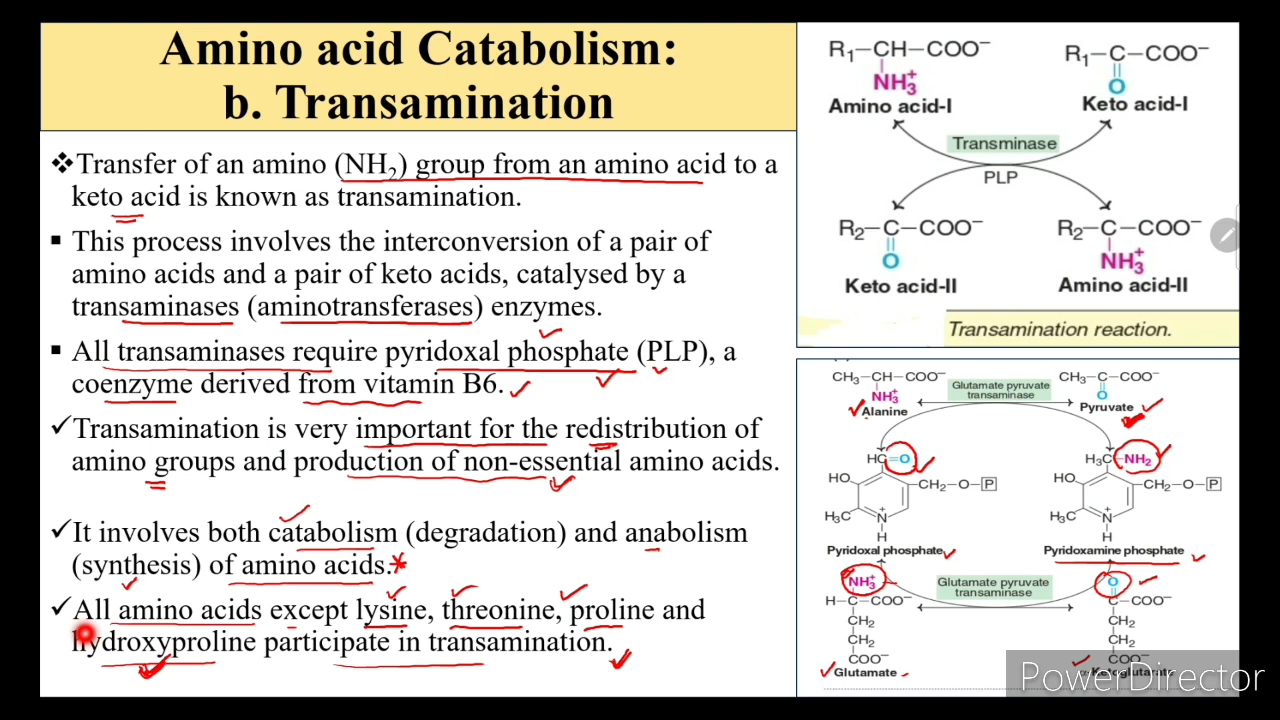 Amino acid Catabolism:
b. Transamination
❖Transfer of an amino (NH₂) group from an amino acid to a
keto acid is known as transamination.
▪ This process involves the interconversion of a pair of
amino acids and a pair of keto acids, catalysed by a
transaminases (aminotransferases) enzymes.
▪ All transaminases require pyridoxal phosphate (PLP), a
coenzyme derived from vitamin B6.
✓Transamination is very important for the redistribution of
amino groups and production of non-essential amino acids.
✓It involves both catabolism (degradation) and anabolism
(synthesis) of amino acids.
✓All amino acids except lysine, threonine, proline and
hydroxyproline participate in transamination.
R₁–CH–COO⁻
NH₃⁺
Amino acid-I
R₁–C–COO⁻
O
Keto acid-I
Transminase
PLP
R₂–C–COO⁻
O
Keto acid-II
R₂–C–COO⁻
NH₃⁺
Amino acid-II
Transamination reaction.
CH₃–CH–COO⁻
NH₃⁺
Alanine
Glutamate pyruvate
transaminase
CH₃–C–COO⁻
O
Pyruvate
HC=O
HO
CH₂–O–P
H₃C
N⁺
H
Pyridoxal phosphate
H₃C–NH₂
HO
CH₂–O–P
H₃C
N⁺
H
Pyridoxamine phosphate
NH₃⁺
H–C–COO⁻
CH₂
CH₂
COO⁻
Glutamate
Glutamate pyruvate
transaminase
O
C–COO⁻
CH₂
CH₂
COO⁻
Ketoglutarate
PowerDirector